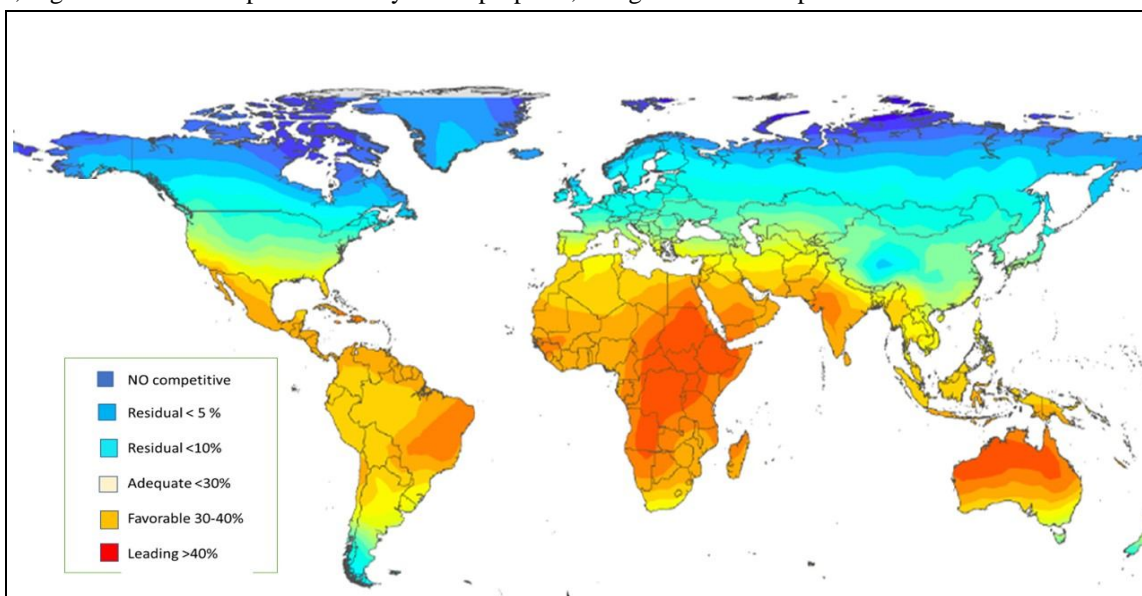 NO competitive
Residual < 5 %
Residual <10%
Adequate <30%
Favorable 30-40%
Leading >40%